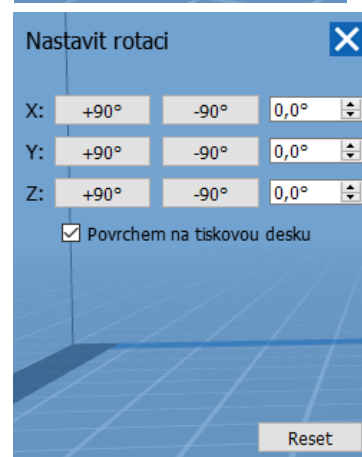 Nastavit rotaci
X: +90° -90° 0,0°
Y: +90° -90° 0,0°
Z: +90° -90° 0,0°
Povrchem na tiskovou desku
Reset